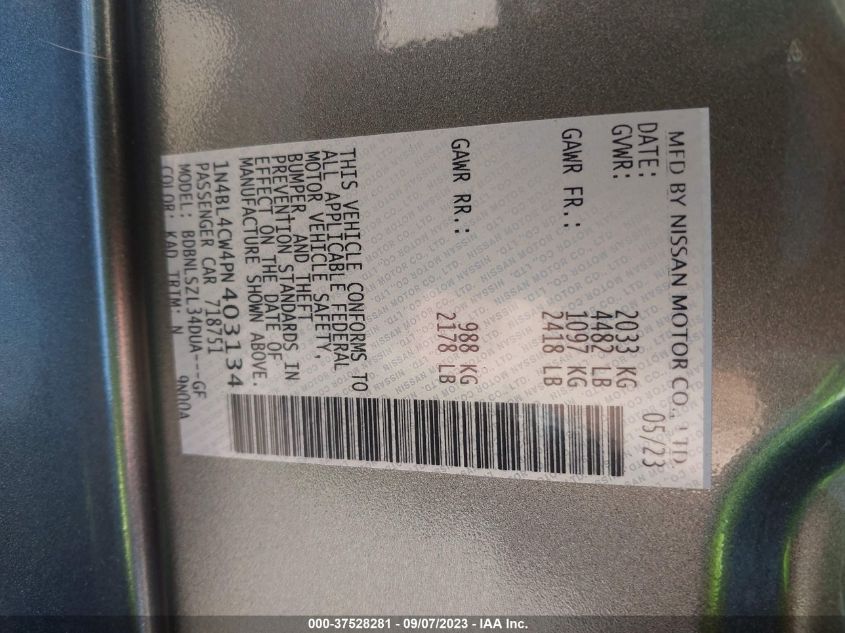 MFD BY NISSAN MOTOR CO., LTD.
DATE: 05/23
GVWR: 2033 KG
4482 LB
GAWR FR.: 1097 KG
2418 LB
GAWR RR.: 988 KG
2178 LB
THIS VEHICLE CONFORMS TO
ALL APPLICABLE FEDERAL
MOTOR VEHICLE SAFETY,
BUMPER, AND THEFT
PREVENTION STANDARDS IN
EFFECT ON THE DATE OF
MANUFACTURE SHOWN ABOVE.
1N4BL4CW4PN403134
PASSENGER CAR 718751
MODEL: BDBNLSZL34DUA---GF
COLOR: KAD TRIM: N 9N00A
000-37528281 - 09/07/2023 - IAA Inc.